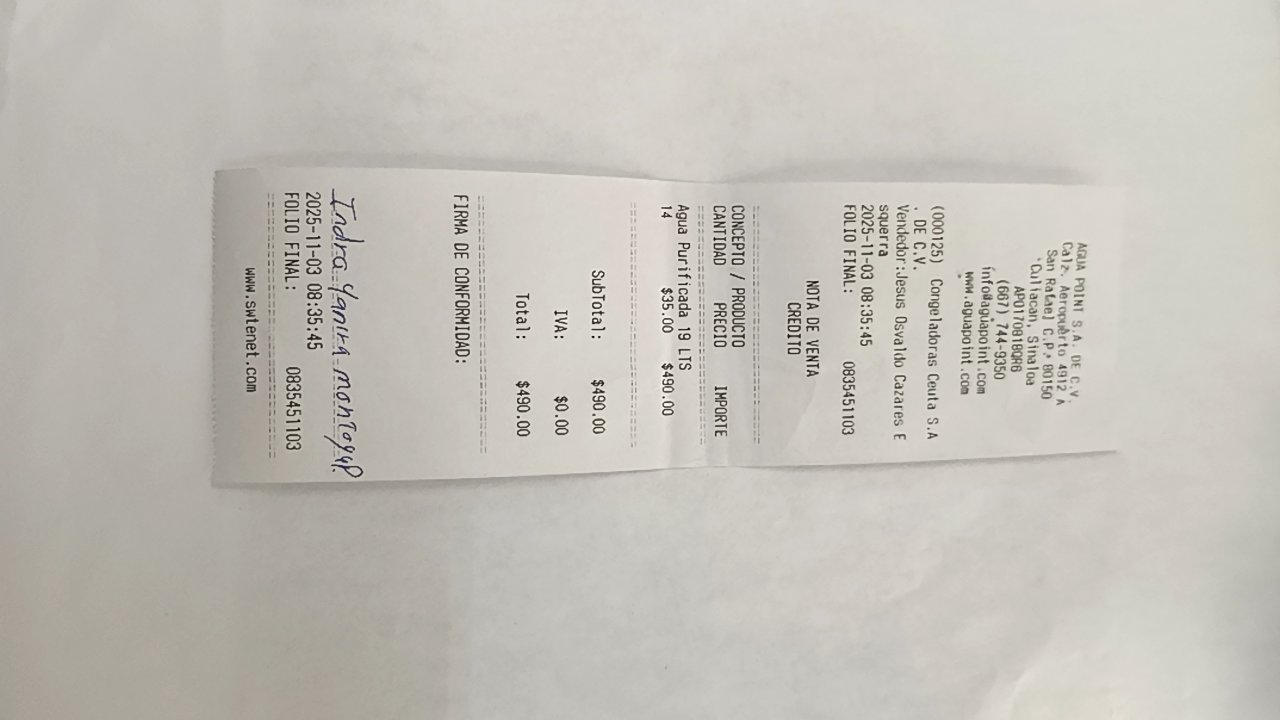 AGUA POINT S.A. DE C.V.
Calz. Aeropuerto 4912 A
San Rafael C.P. 80150
Culiacan, Sinaloa
APO170818QR6
(667) 744-9350
info@aguapoint.com
www.aguapoint.com
(000125) Congeladoras Ceuta S.A
. DE C.V.
Vendedor:Jesus Osvaldo Cazares E
squerra
2025-11-03 08:35:45
FOLIO FINAL: 0835451103
NOTA DE VENTA
CREDITO
CONCEPTO / PRODUCTO
CANTIDAD PRECIO IMPORTE
Agua Purificada 19 LTS
14 $35.00 $490.00
SubTotal: $490.00
IVA: $0.00
Total: $490.00
FIRMA DE CONFORMIDAD:
Indra Yanira
2025-11-03 08:35:45
FOLIO FINAL: 0835451103
www.swienet.com